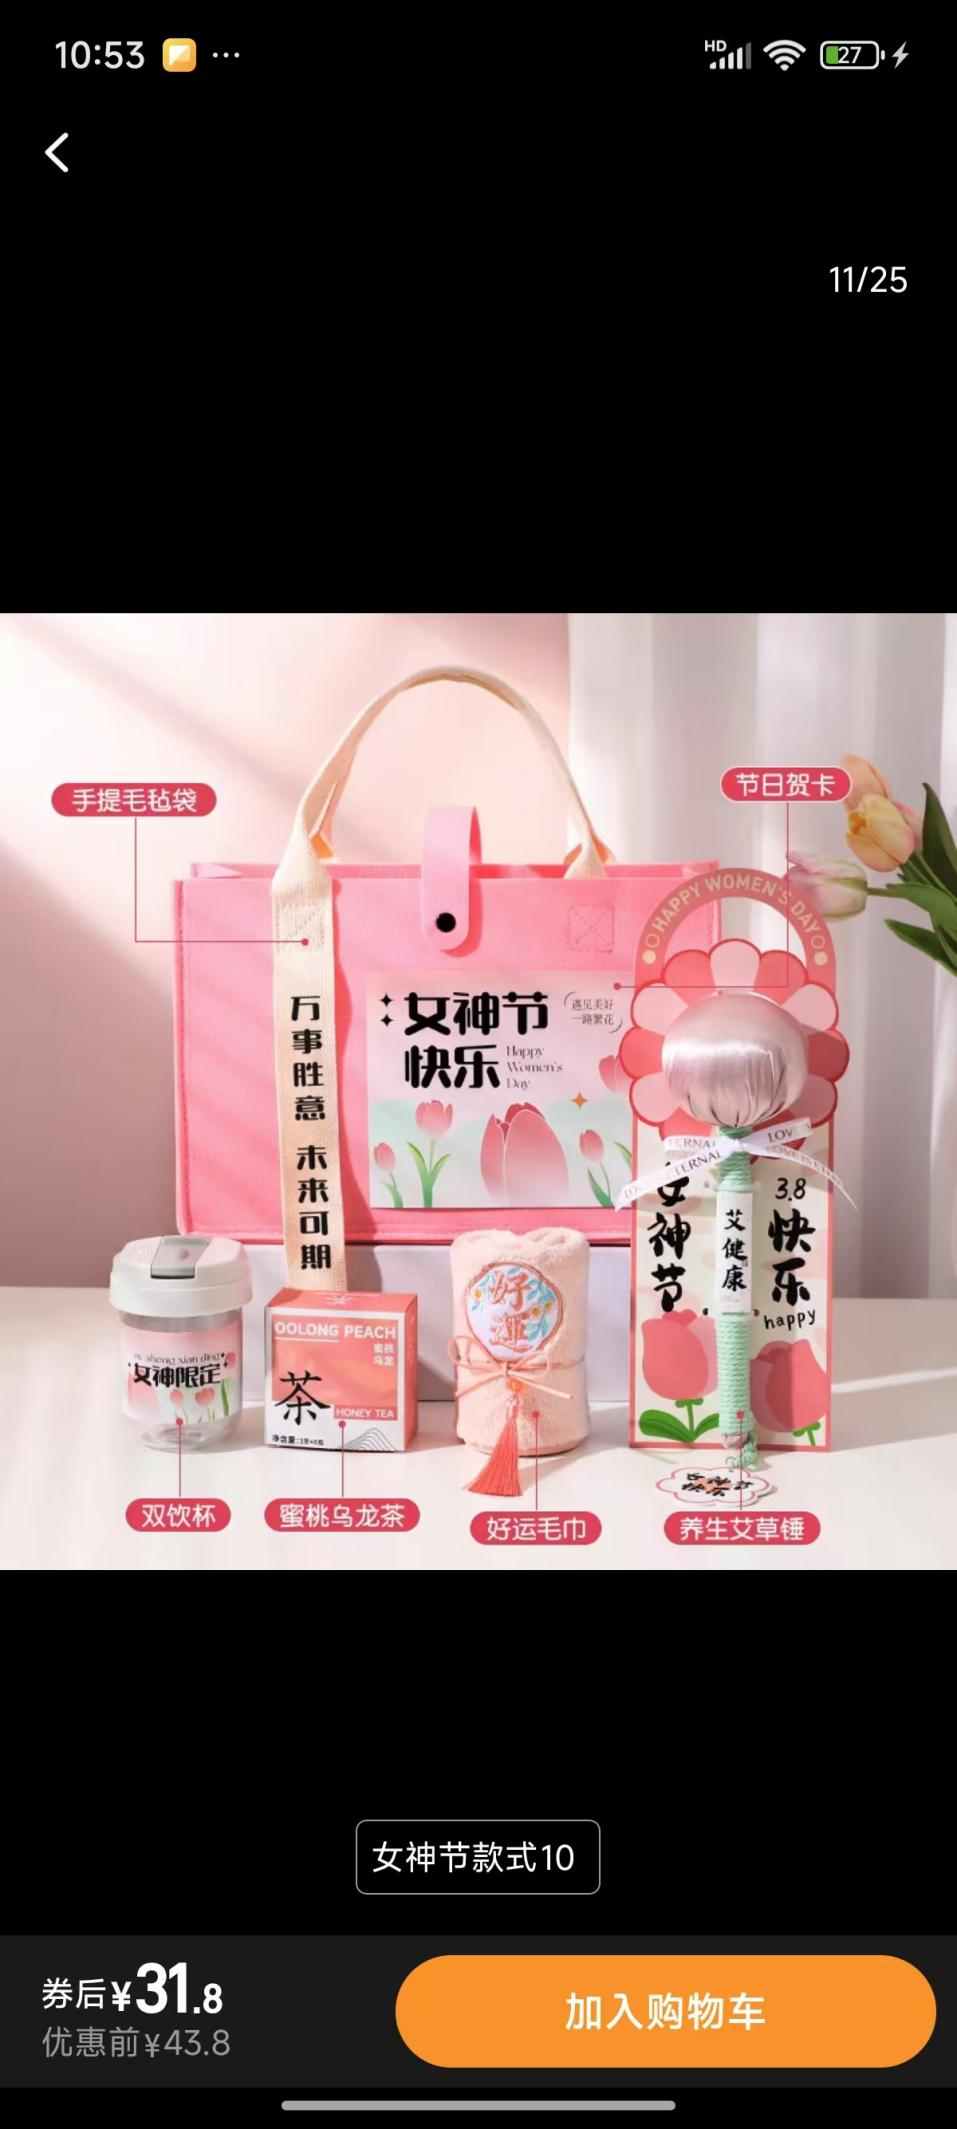 10:53
HD
27
11/25
手提毛毡袋
节日贺卡
HAPPY WOMEN'S DAY
万事胜意 未来可期
女神节
快乐
遇见美好
一路繁花
Happy
Women's
Day
LOVE
女神节
艾健康
3.8
快乐
happy
女神限定
OOLONG PEACH
蜜桃
乌龙
茶
HONEY TEA
好運
双饮杯
蜜桃乌龙茶
好运毛巾
养生艾草锤
女神节款式10
券后¥31.8
优惠前¥43.8
加入购物车